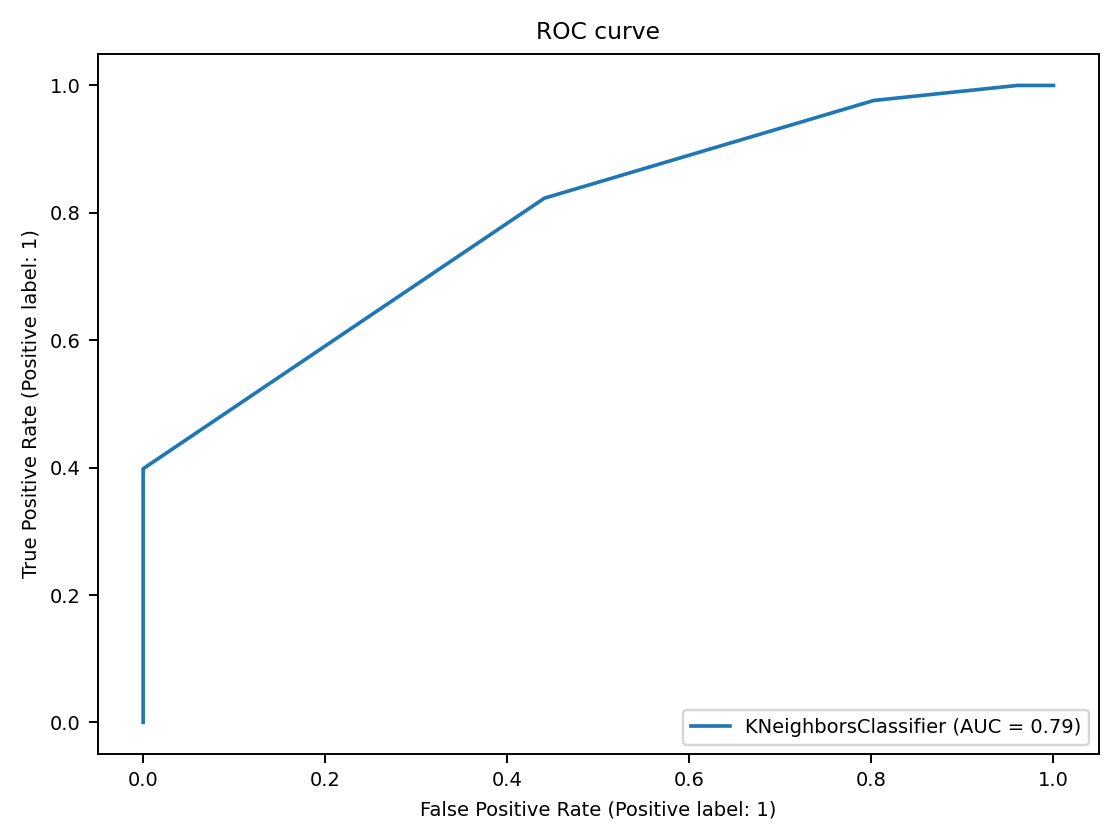 ROC curve
True Positive Rate (Positive label: 1)
1.0
0.8
0.6
0.4
0.2
0.0
KNeighborsClassifier (AUC = 0.79)
0.0 0.2 0.4 0.6 0.8 1.0
False Positive Rate (Positive label: 1)